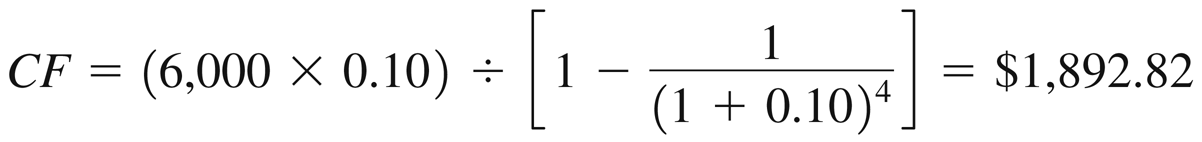 CF = (6,000 × 0.10) ÷ [1 − 1 / (1 + 0.10)^4] = $1,892.82